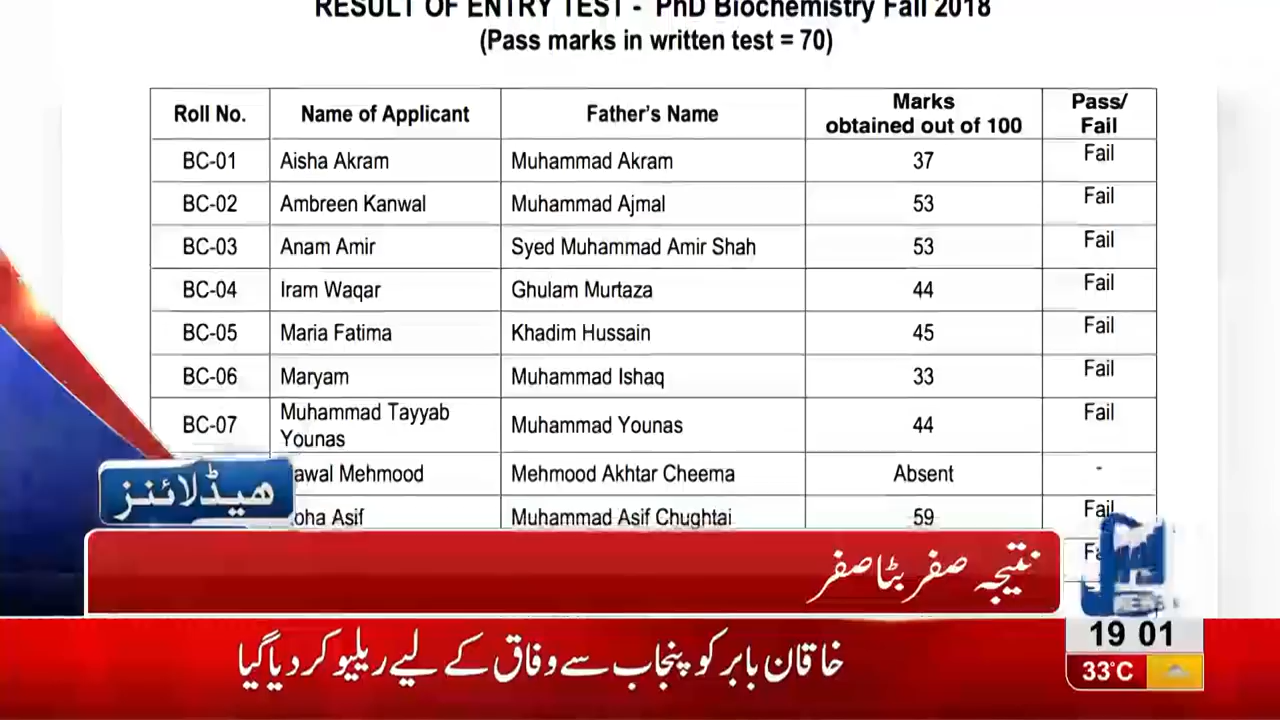 RESULT OF ENTRY TEST - PhD Biochemistry Fall 2018
(Pass marks in written test = 70)
Roll No. Name of Applicant Father's Name Marks obtained out of 100 Pass/ Fail
BC-01 Aisha Akram Muhammad Akram 37 Fail
BC-02 Ambreen Kanwal Muhammad Ajmal 53 Fail
BC-03 Anam Amir Syed Muhammad Amir Shah 53 Fail
BC-04 Iram Waqar Ghulam Murtaza 44 Fail
BC-05 Maria Fatima Khadim Hussain 45 Fail
BC-06 Maryam Muhammad Ishaq 33 Fail
BC-07 Muhammad Tayyab Younas Muhammad Younas 44 Fail
Mehmood Mehmood Akhtar Cheema Absent -
Asif Muhammad Asif Chughtai 59 Fail
ھیڈلائنز
نتیجہ صفر بٹا صفر
19 01
خاقان بابر کو پنجاب سے وفاق کے لیے ریلیو کر دیا گیا
33°C